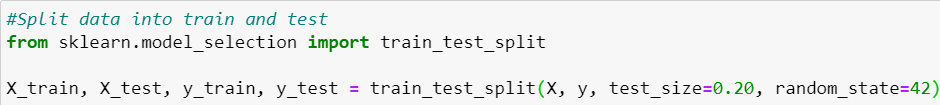 #Split data into train and test
from sklearn.model_selection import train_test_split
X_train, X_test, y_train, y_test = train_test_split(X, y, test_size=0.20, random_state=42)